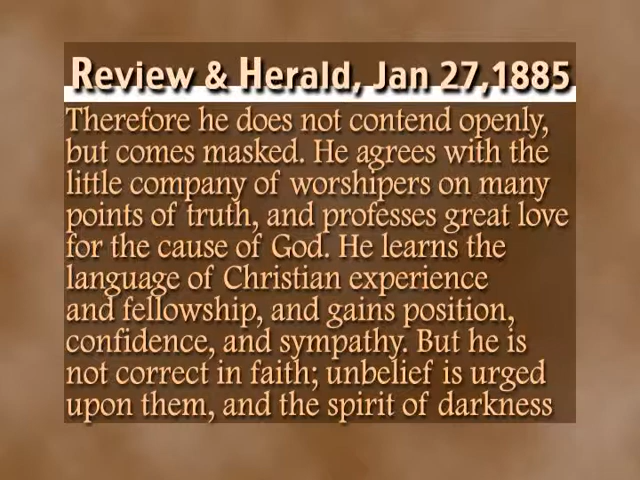 Review & Herald, Jan 27,1885
Therefore he does not contend openly,
but comes masked. He agrees with the
little company of worshipers on many
points of truth, and professes great love
for the cause of God. He learns the
language of Christian experience
and fellowship, and gains position,
confidence, and sympathy. But he is
not correct in faith; unbelief is urged
upon them, and the spirit of darkness